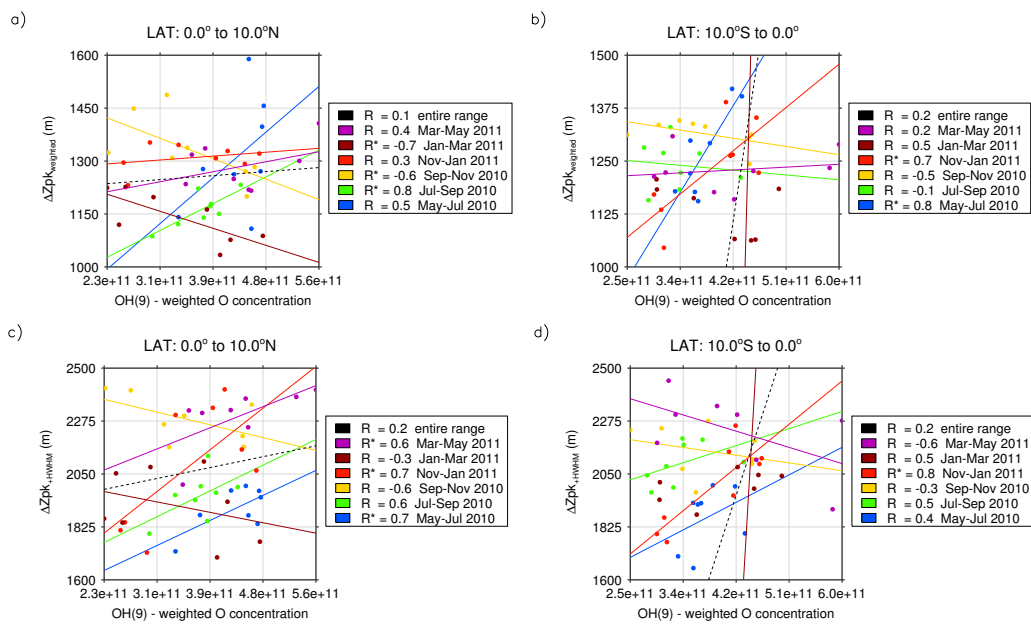 a)
LAT: 0.0° to 10.0°N
ΔZpk_weighted (m)
1600
1450
1300
1150
1000
2.3e+11 3.1e+11 3.9e+11 4.8e+11 5.6e+11
OH(9) - weighted O concentration
R = 0.1 entire range
R = 0.4 Mar-May 2011
R* = -0.7 Jan-Mar 2011
R = 0.3 Nov-Jan 2011
R* = -0.6 Sep-Nov 2010
R* = 0.8 Jul-Sep 2010
R = 0.5 May-Jul 2010
b)
LAT: 10.0°S to 0.0°
ΔZpk_weighted (m)
1500
1375
1250
1125
1000
2.5e+11 3.4e+11 4.2e+11 5.1e+11 6.0e+11
OH(9) - weighted O concentration
R = 0.2 entire range
R = 0.2 Mar-May 2011
R = 0.5 Jan-Mar 2011
R* = 0.7 Nov-Jan 2011
R = -0.5 Sep-Nov 2010
R = -0.1 Jul-Sep 2010
R* = 0.8 May-Jul 2010
c)
LAT: 0.0° to 10.0°N
ΔZpk_+HWHM (m)
2500
2275
2050
1825
1600
2.3e+11 3.1e+11 3.9e+11 4.8e+11 5.6e+11
OH(9) - weighted O concentration
R = 0.2 entire range
R* = 0.6 Mar-May 2011
R = -0.3 Jan-Mar 2011
R* = 0.7 Nov-Jan 2011
R = -0.6 Sep-Nov 2010
R = 0.6 Jul-Sep 2010
R* = 0.7 May-Jul 2010
d)
LAT: 10.0°S to 0.0°
ΔZpk_+HWHM (m)
2500
2275
2050
1825
1600
2.5e+11 3.4e+11 4.2e+11 5.1e+11 6.0e+11
OH(9) - weighted O concentration
R = 0.2 entire range
R = -0.6 Mar-May 2011
R = 0.5 Jan-Mar 2011
R* = 0.8 Nov-Jan 2011
R = -0.3 Sep-Nov 2010
R = 0.5 Jul-Sep 2010
R = 0.4 May-Jul 2010